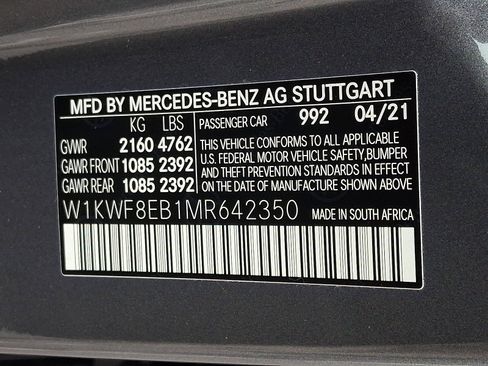 MFD BY MERCEDES-BENZ AG STUTTGART
KG LBS PASSENGER CAR 992 04/21
GVWR 2160 4762 THIS VEHICLE CONFORMS TO ALL APPLICABLE
GAWR FRONT 1085 2392 U.S. FEDERAL MOTOR VEHICLE SAFETY, BUMPER
GAWR REAR 1085 2392 AND THEFT PREVENTION STANDARDS IN EFFECT
ON THE DATE OF MANUFACTURE SHOWN ABOVE.
W1KWF8EB1MR642350 MADE IN SOUTH AFRICA